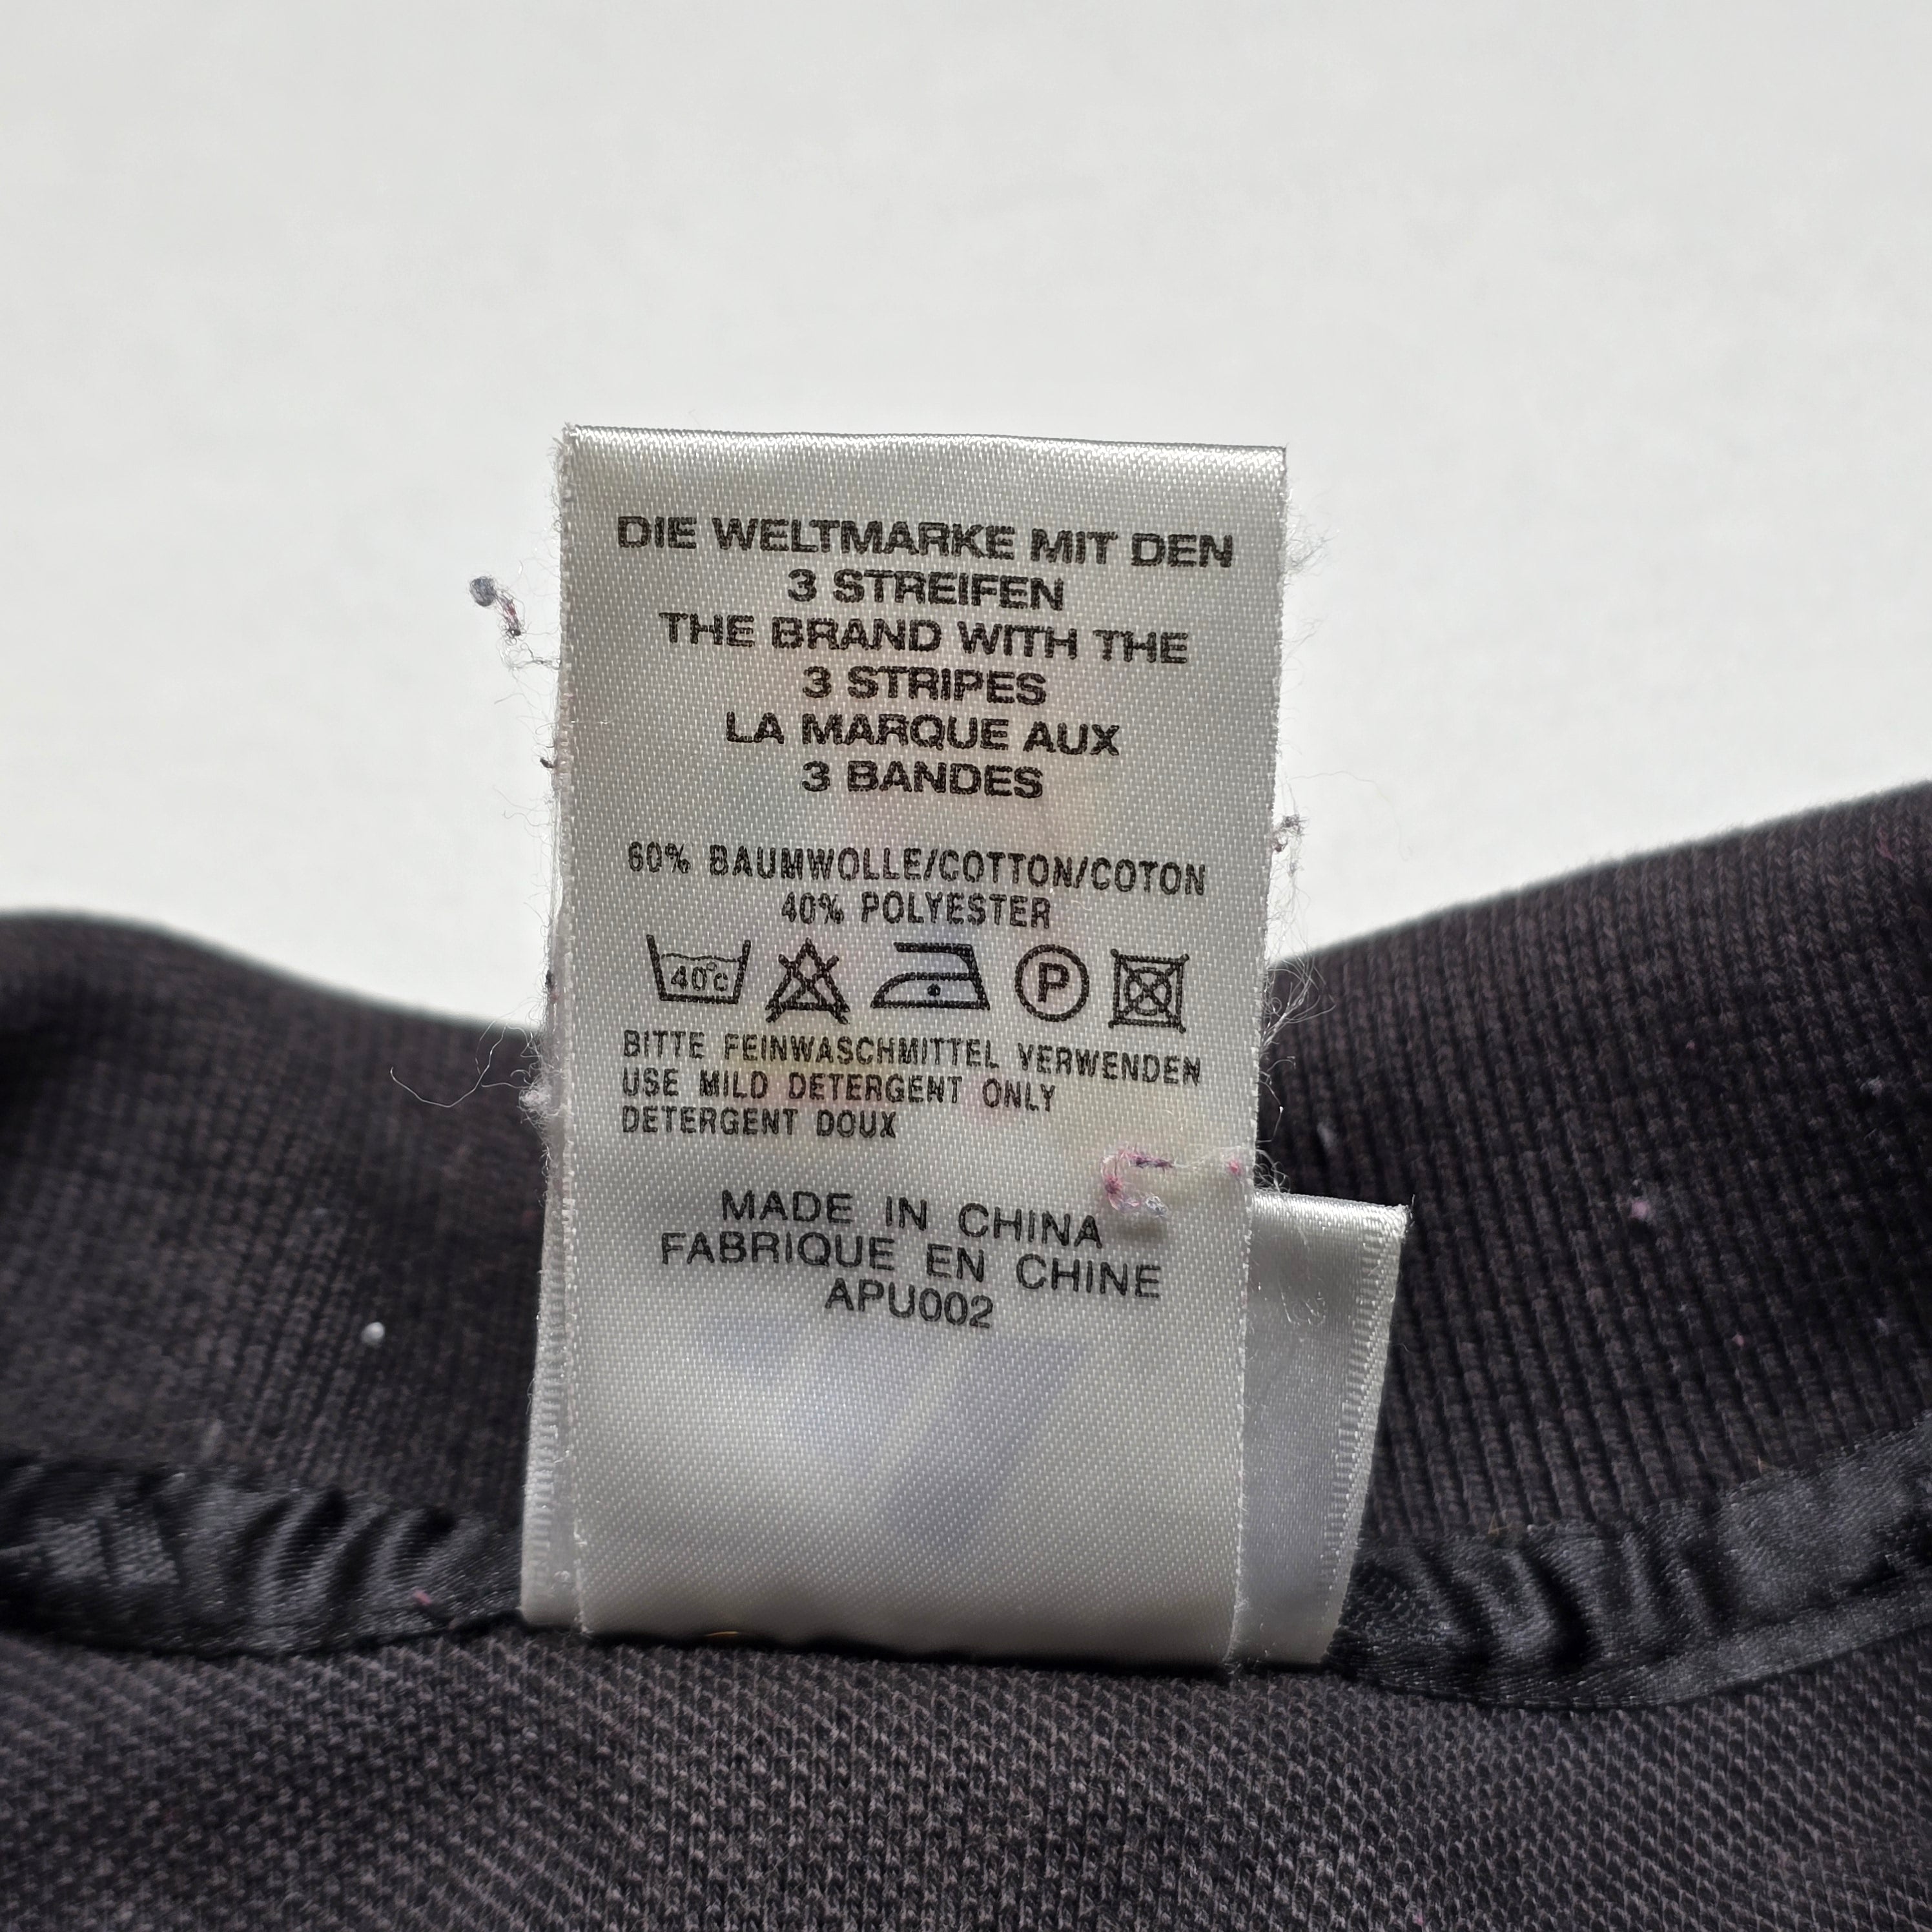 DIE WELTMARKE MIT DEN
3 STREIFEN
THE BRAND WITH THE
3 STRIPES
LA MARQUE AUX
3 BANDES
60% BAUMWOLLE/COTTON/COTON
40% POLYESTER
40°C P
BITTE FEINWASCHMITTEL VERWENDEN
USE MILD DETERGENT ONLY
DETERGENT DOUX
MADE IN CHINA
FABRIQUE EN CHINE
APU002